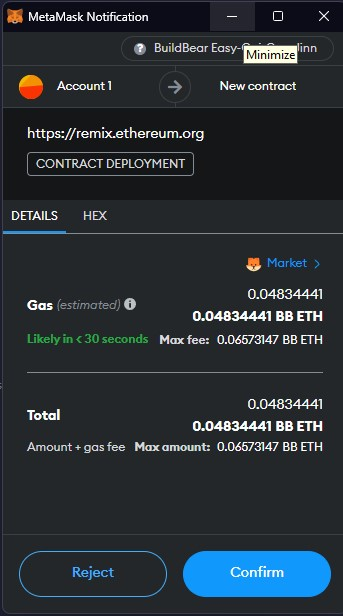 MetaMask Notification
BuildBear Easy-
Minimize
Account 1 New contract
https://remix.ethereum.org
CONTRACT DEPLOYMENT
DETAILS HEX
Market
Gas (estimated) 0.04834441
0.04834441 BB ETH
Likely in < 30 seconds Max fee: 0.06573147 BB ETH
Total 0.04834441
0.04834441 BB ETH
Amount + gas fee Max amount: 0.06573147 BB ETH
Reject Confirm